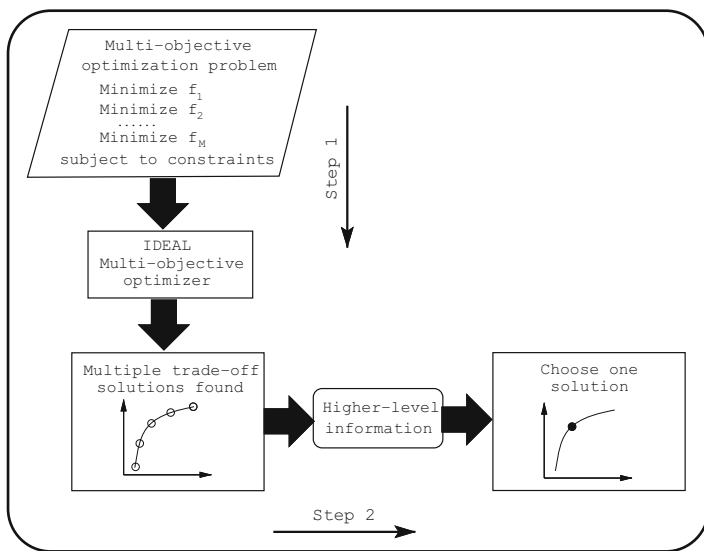 Multi-objective
optimization problem
Minimize f₁
Minimize f₂
......
Minimize f_M
subject to constraints
Step 1
IDEAL
Multi-objective
optimizer
Multiple trade-off
solutions found
Higher-level
information
Choose one
solution
Step 2